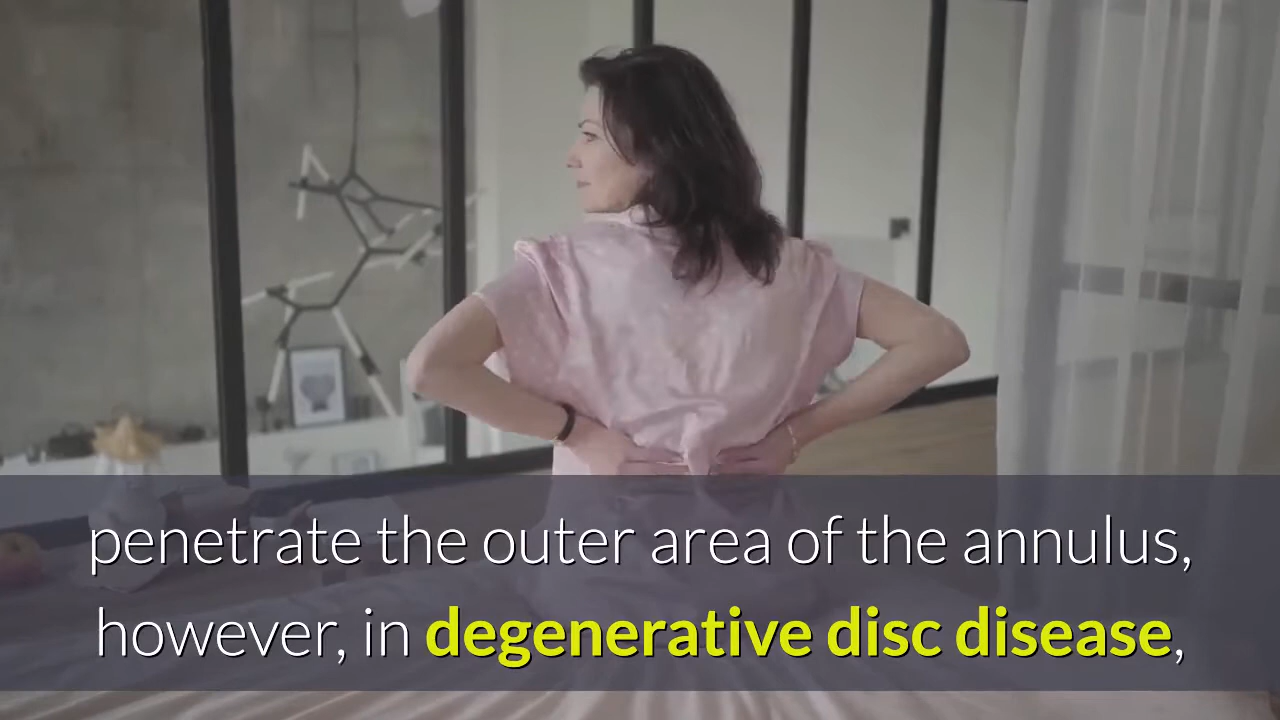 penetrate the outer area of the annulus,
however, in degenerative disc disease,